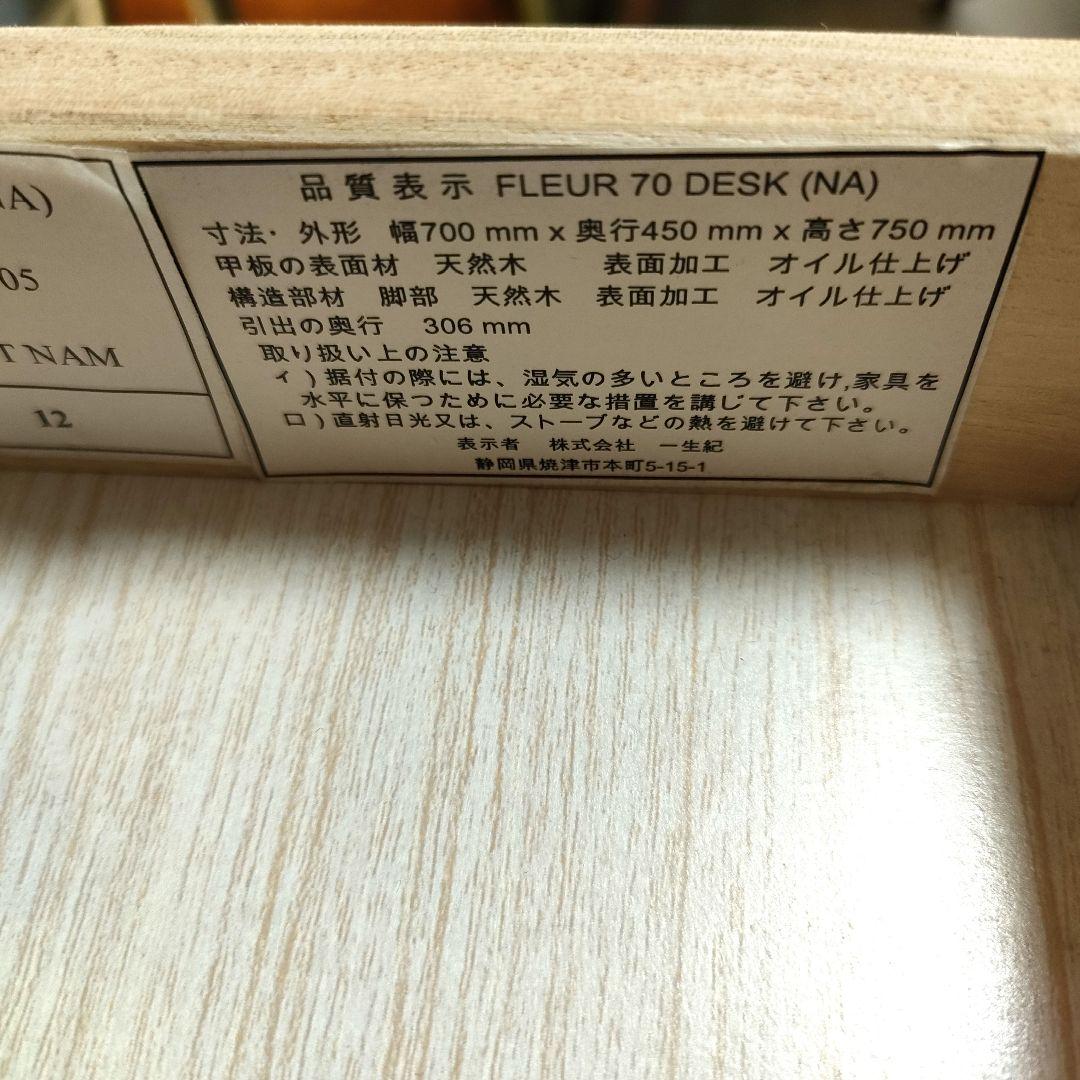 品質表示 FLEUR 70 DESK (NA)
寸法・外形 幅700 mm x 奥行450 mm x 高さ750 mm
甲板の表面材 天然木 表面加工 オイル仕上げ
構造部材 脚部 天然木 表面加工 オイル仕上げ
引出の奥行 306 mm
取り扱い上の注意
イ)据付の際には、湿気の多いところを避け,家具を
水平に保つために必要な措置を講じて下さい。
ロ)直射日光又は、ストーブなどの熱を避けて下さい。
表示者 株式会社 一生紀
静岡県焼津市本町5-15-1
A)
05
T NAM
12